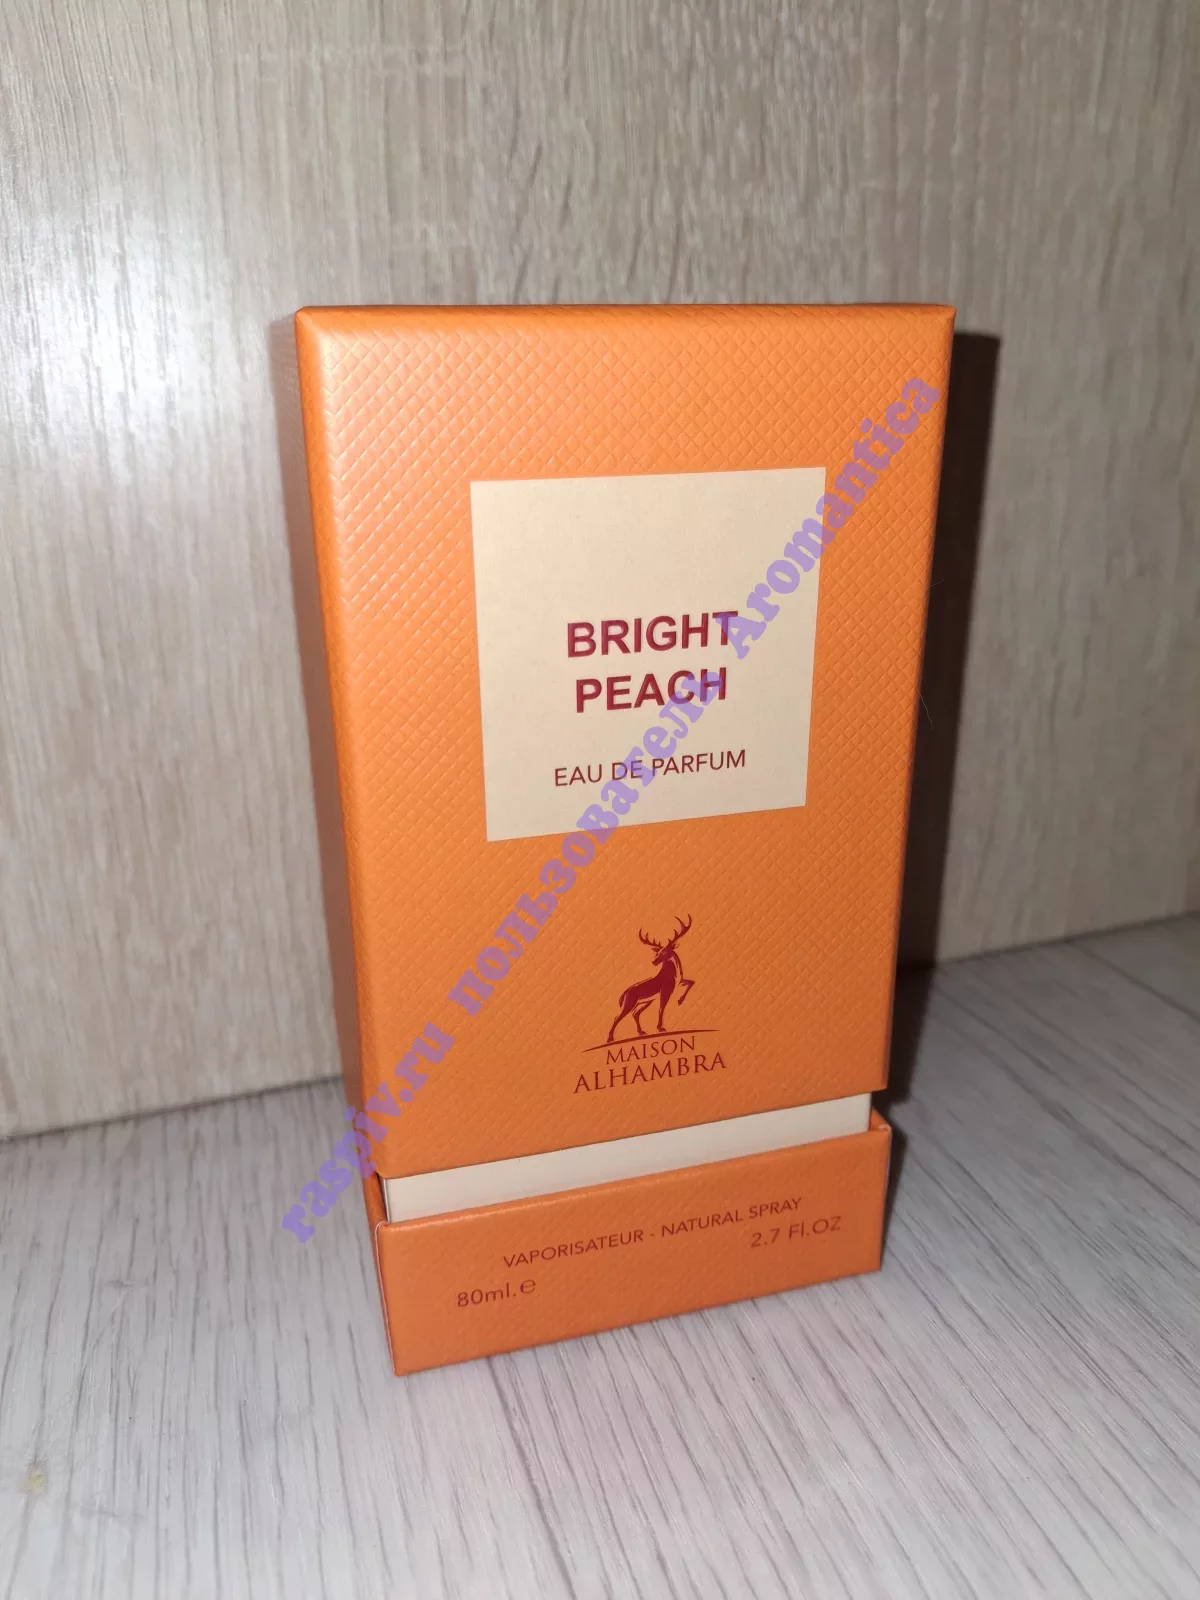 BRIGHT
PEACH
EAU DE PARFUM
MAISON
ALHAMBRA
VAPORISATEUR - NATURAL SPRAY
80ml.℮ 2.7 Fl.OZ
raspiv.ru пользователь Aromantica